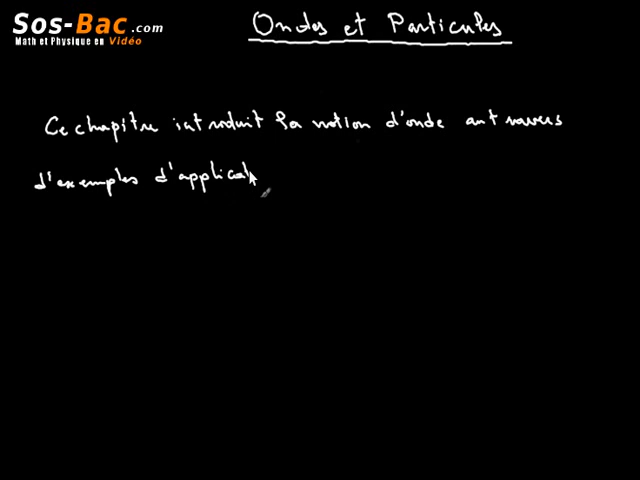 Sos-Bac.com
Math et Physique en Vidéo
Ondes et Particules
Ce chapitre introduit la notion d'onde au travers
d'exemples d'applicat